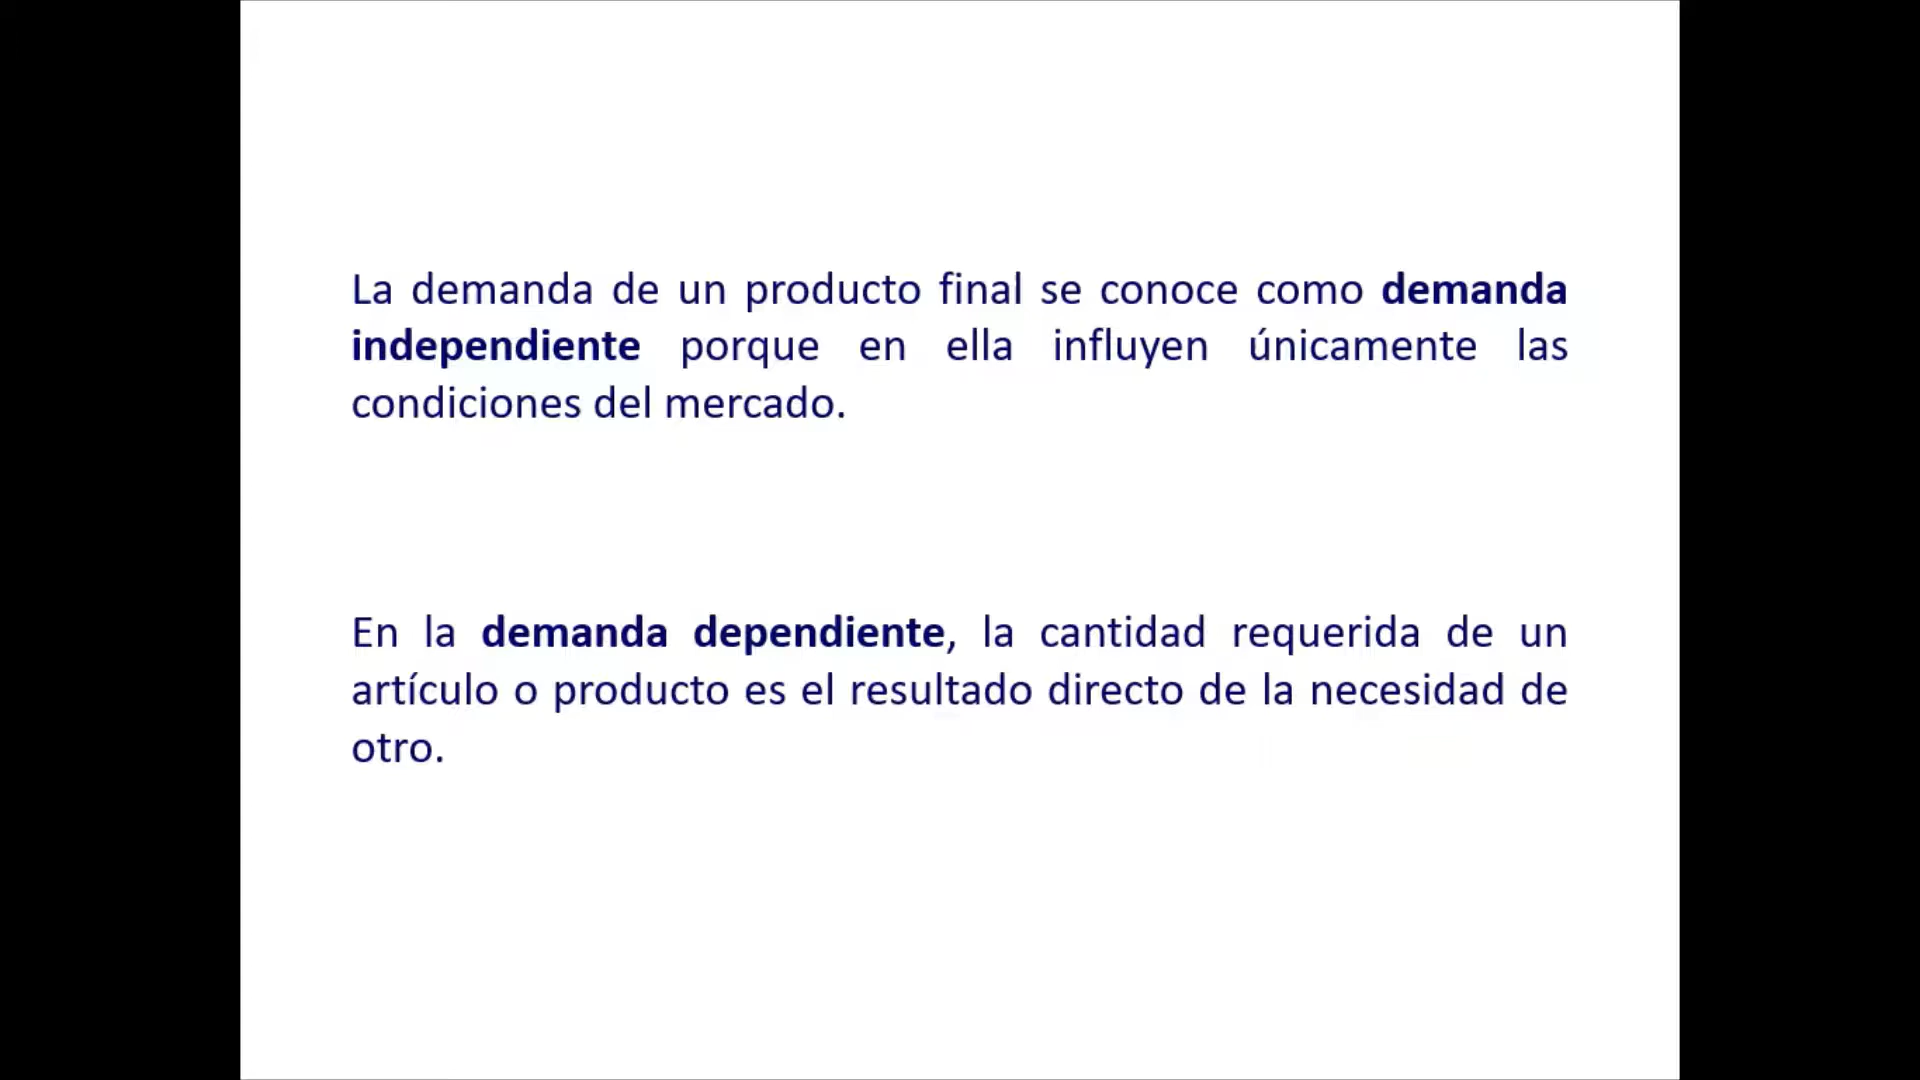 La demanda de un producto final se conoce como demanda
independiente porque en ella influyen únicamente las
condiciones del mercado.
En la demanda dependiente, la cantidad requerida de un
artículo o producto es el resultado directo de la necesidad de
otro.